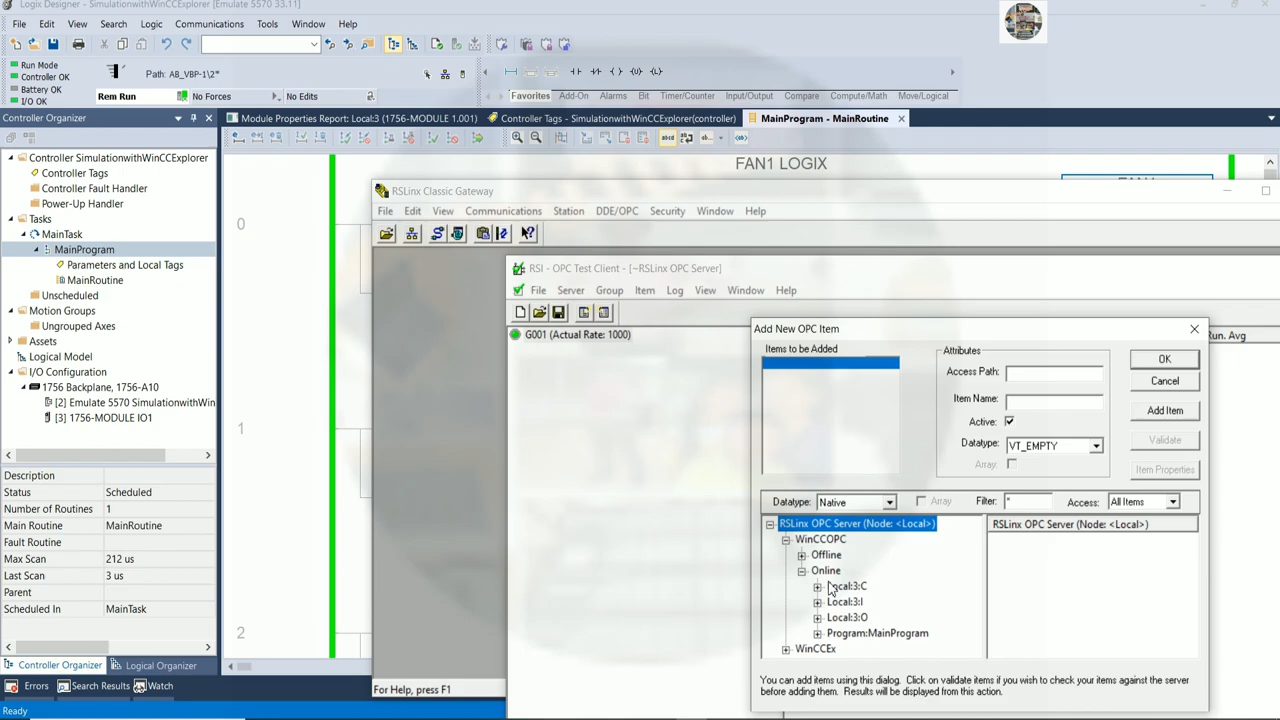 Logix Designer - SimulationwithWinCCExplorer [Emulate 5570 33.11]
File Edit View Search Logic Communications Tools Window Help
Run Mode
Controller OK
Battery OK
I/O OK
Path: AB_VBP-1\2*
Rem Run No Forces No Edits
Favorites Add-On Alarms Bit Timer/Counter Input/Output Compare Compute/Math Move/Logical
Controller Organizer
Module Properties Report: Local:3 (1756-MODULE 1.001) Controller Tags - SimulationwithWinCCExplorer(controller) MainProgram - MainRoutine
Controller SimulationwithWinCCExplorer
Controller Tags
Controller Fault Handler
Power-Up Handler
Tasks
MainTask
MainProgram
Parameters and Local Tags
MainRoutine
Unscheduled
Motion Groups
Ungrouped Axes
Assets
Logical Model
I/O Configuration
1756 Backplane, 1756-A10
[2] Emulate 5570 SimulationwithWin
[3] 1756-MODULE IO1
Description
Status Scheduled
Number of Routines 1
Main Routine MainRoutine
Fault Routine
Max Scan 212 us
Last Scan 3 us
Parent
Scheduled In MainTask
Controller Organizer Logical Organizer
Errors Search Results Watch
Ready
FAN1 LOGIX
0
1
2
RSLinx Classic Gateway
File Edit View Communications Station DDE/OPC Security Window Help
For Help, press F1
RSI - OPC Test Client - [~RSLinx OPC Server]
File Server Group Item Log View Window Help
G001 (Actual Rate: 1000)
Run. Avg
Add New OPC Item
Items to be Added
Attributes
Access Path:
Item Name:
Active:
Datatype: VT_EMPTY
Array:
OK
Cancel
Add Item
Validate
Item Properties
Datatype: Native Array Filter: * Access: All Items
RSLinx OPC Server (Node: <Local>)
WinCCOPC
Offline
Online
Local:3:C
Local:3:I
Local:3:O
Program:MainProgram
WinCCEx
RSLinx OPC Server (Node: <Local>)
You can add items using this dialog. Click on validate items if you wish to check your items against the server
before adding them. Results will be displayed from this action.